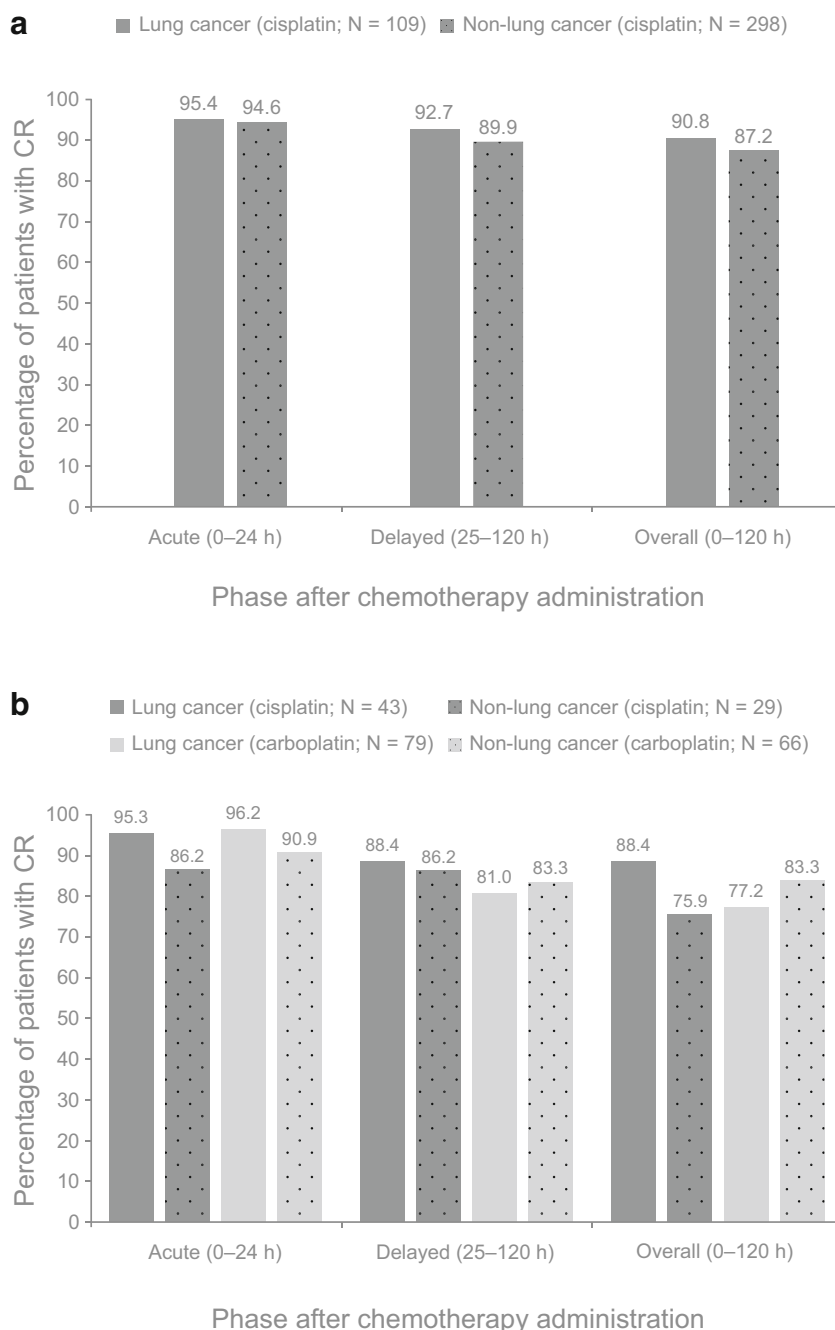 a
Lung cancer (cisplatin; N = 109) Non-lung cancer (cisplatin; N = 298)
Percentage of patients with CR
100
90
80
70
60
50
40
30
20
10
0
95.4 94.6 92.7 89.9 90.8 87.2
Acute (0–24 h) Delayed (25–120 h) Overall (0–120 h)
Phase after chemotherapy administration
b
Lung cancer (cisplatin; N = 43) Non-lung cancer (cisplatin; N = 29)
Lung cancer (carboplatin; N = 79) Non-lung cancer (carboplatin; N = 66)
Percentage of patients with CR
100
90
80
70
60
50
40
30
20
10
0
95.3 86.2 96.2 90.9 88.4 86.2 81.0 83.3 88.4 75.9 77.2 83.3
Acute (0–24 h) Delayed (25–120 h) Overall (0–120 h)
Phase after chemotherapy administration